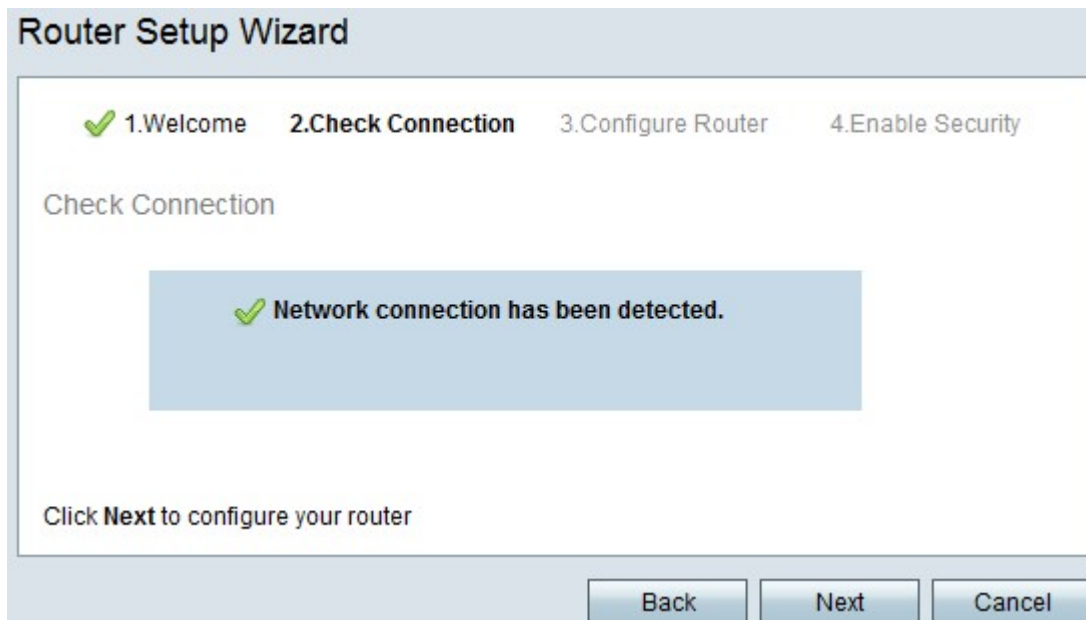 Router Setup Wizard
1.Welcome 2.Check Connection 3.Configure Router 4.Enable Security
Check Connection
Network connection has been detected.
Click Next to configure your router
Back Next Cancel